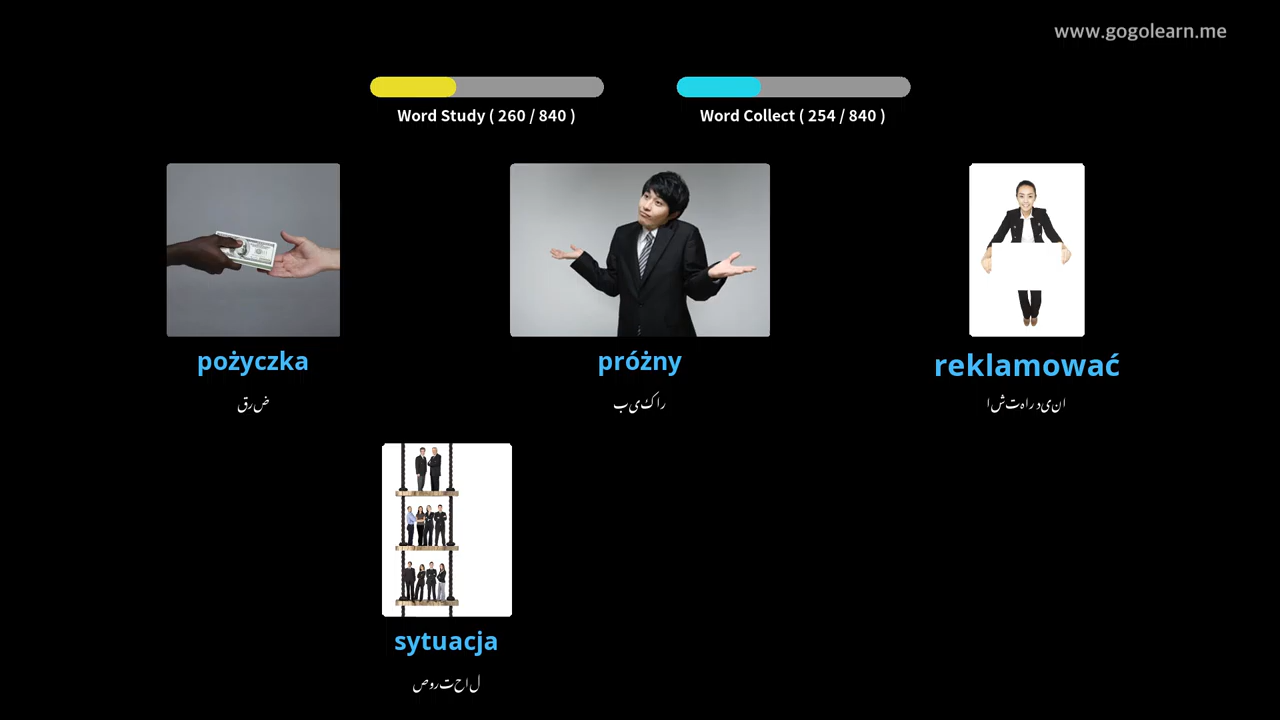 www.gogolearn.me
Word Study ( 260 / 840 )
Word Collect ( 254 / 840 )
pożyczka
próżny
reklamować
قرض
بیکار
اشتہار دینا
sytuacja
صورتحال